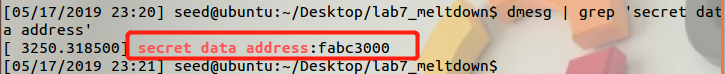 [05/17/2019 23:20] seed@ubuntu:~/Desktop/lab7_meltdown$ dmesg | grep 'secret dat
a address'
[ 3250.318500] secret data address:fabc3000
[05/17/2019 23:21] seed@ubuntu:~/Desktop/lab7_meltdown$